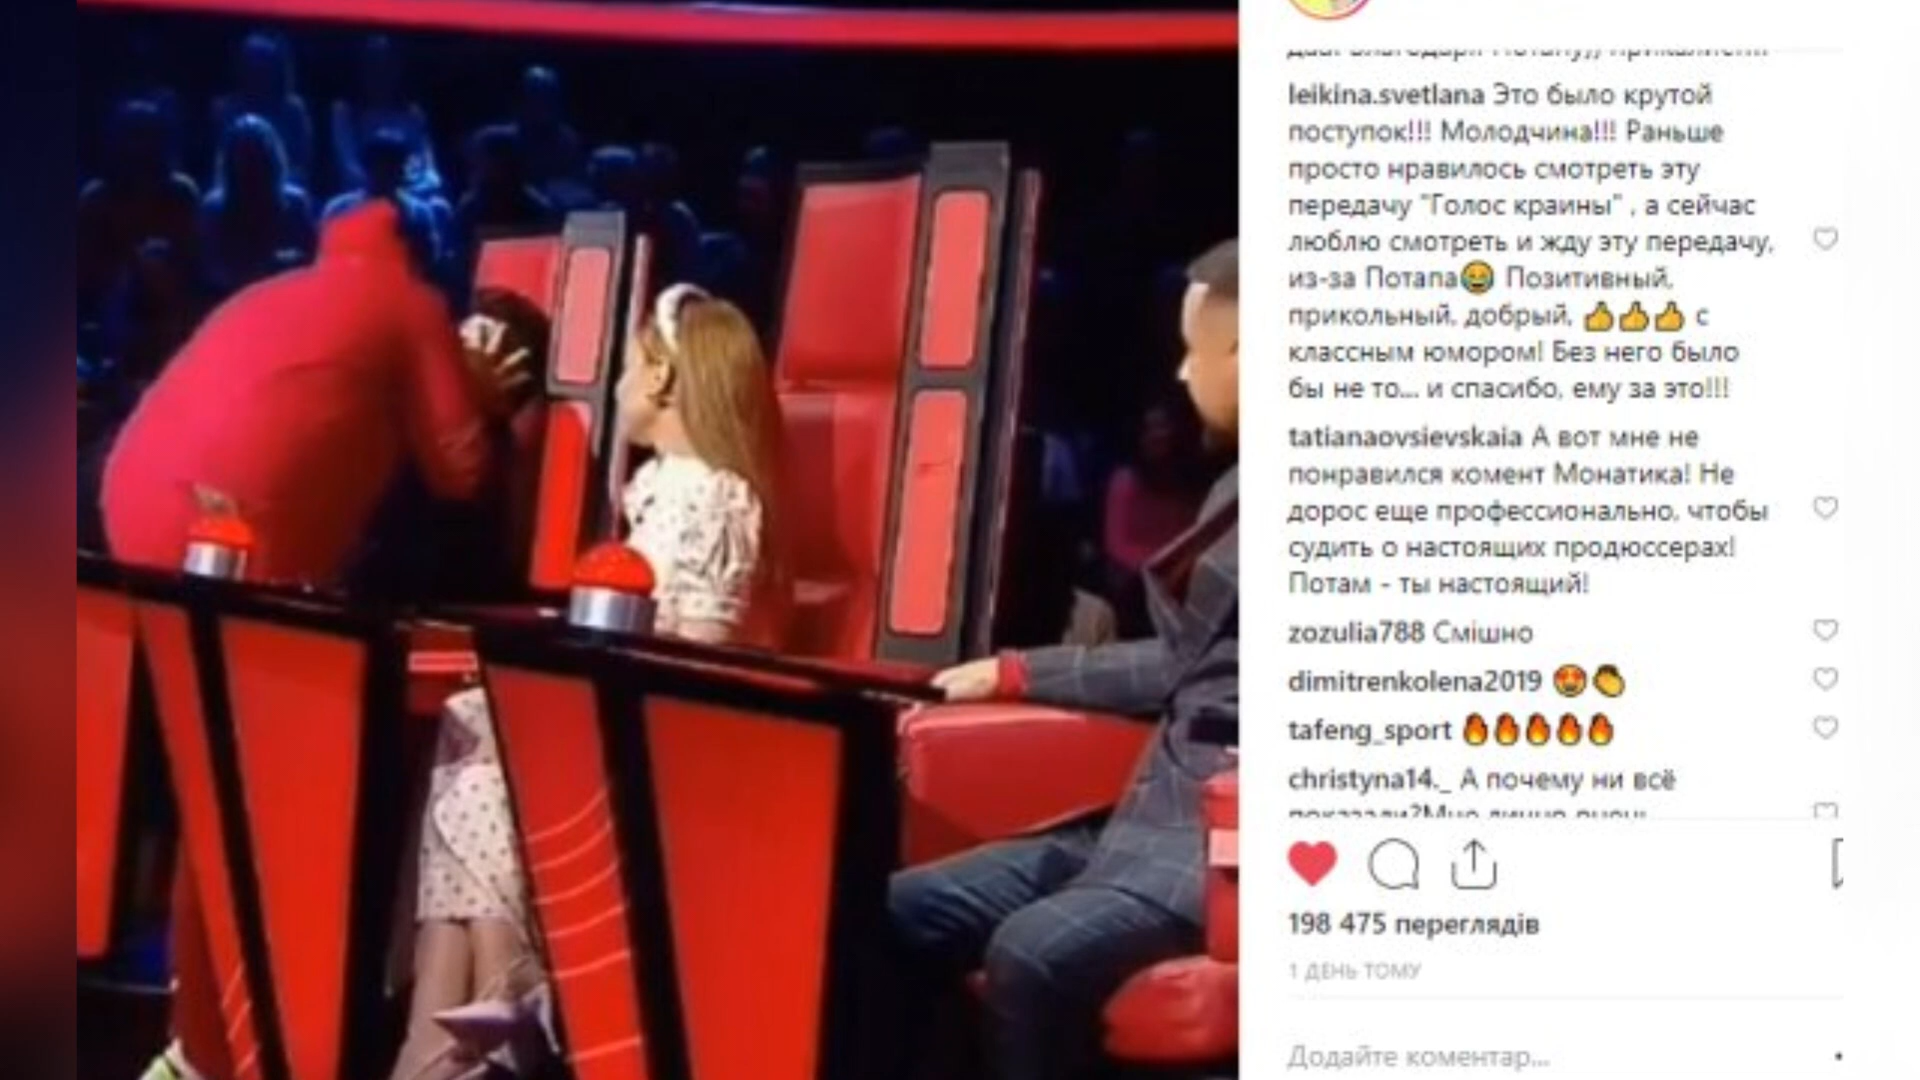 leikina.svetlana Это было крутой
поступок!!! Молодчина!!! Раньше
просто нравилось смотреть эту
передачу "Голос краины" , а сейчас
люблю смотреть и жду эту передачу,
из-за Потапа😂 Позитивный,
прикольный, добрый, 👍👍👍 с
классным юмором! Без него было
бы не то... и спасибо, ему за это!!!
tatianaovsievskaia А вот мне не
понравился комент Монатика! Не
дорос еще профессионально, чтобы
судить о настоящих продюссерах!
Потам - ты настоящий!
zozulia788 Смішно
dimitrenkolena2019 😍👏
tafeng_sport 🔥🔥🔥🔥🔥
christyna14._ А почему ни всё
198 475 переглядів
1 ДЕНЬ ТОМУ
Додайте коментар...